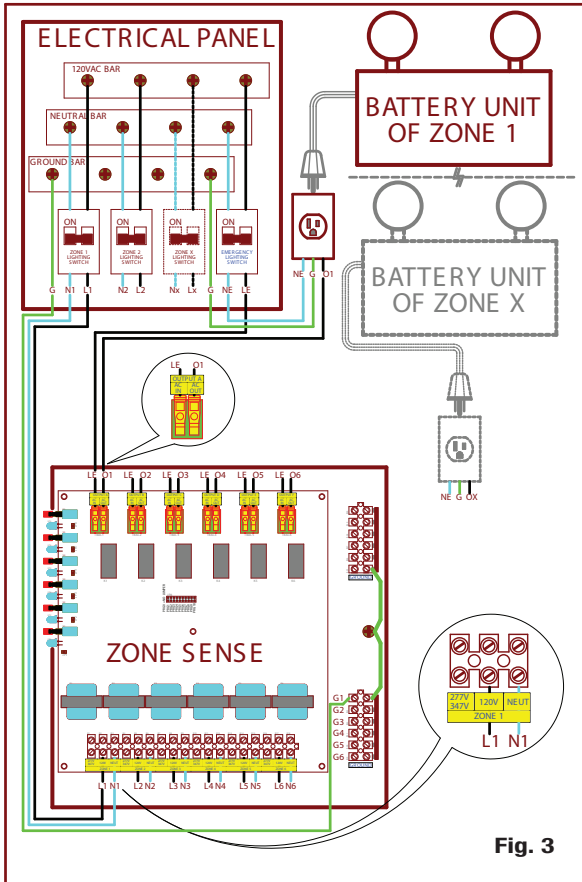 ELECTRICAL PANEL
120VAC BAR
NEUTRAL BAR
GROUND BAR
ON
ZONE 1
LIGHTING
SWITCH
ON
ZONE 2
LIGHTING
SWITCH
ON
ZONE X
LIGHTING
SWITCH
ON
EMERGENCY
LIGHTING
SWITCH
G N1 L1 N2 L2 Nx Lx G NE LE
BATTERY UNIT
OF ZONE 1
NE G O1
BATTERY UNIT
OF ZONE X
NE G OX
LE O1
OUTPUT A
AC IN
AC OUT
LE O1 LE O2 LE O3 LE O4 LE O5 LE O6
GROUND
ZONE SENSE
G1
G2
G3
G4
G5
G6
GROUND
L1 N1 L2 N2 L3 N3 L4 N4 L5 N5 L6 N6
277V
347V
120V
NEUT
ZONE 1
L1 N1
Fig. 3